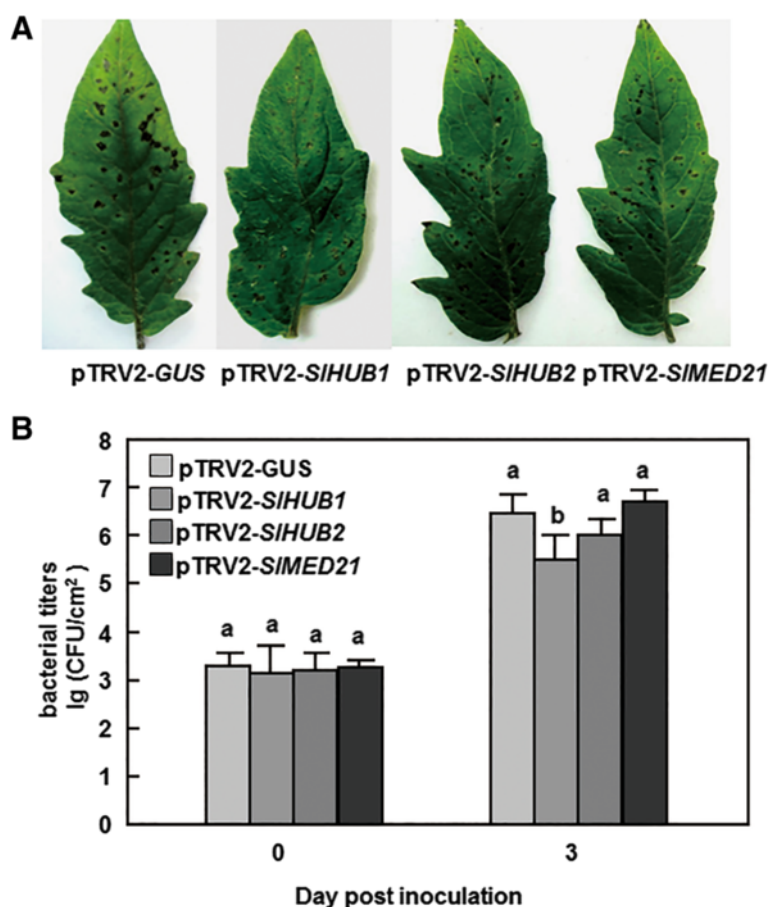 A
pTRV2-GUS pTRV2-SlHUB1 pTRV2-SlHUB2 pTRV2-SlMED21
B
8
7
6
5
4
3
2
1
0
bacterial titers
lg (CFU/cm²)
pTRV2-GUS
pTRV2-SlHUB1
pTRV2-SlHUB2
pTRV2-SlMED21
a a a a
a b a a
0 3
Day post inoculation